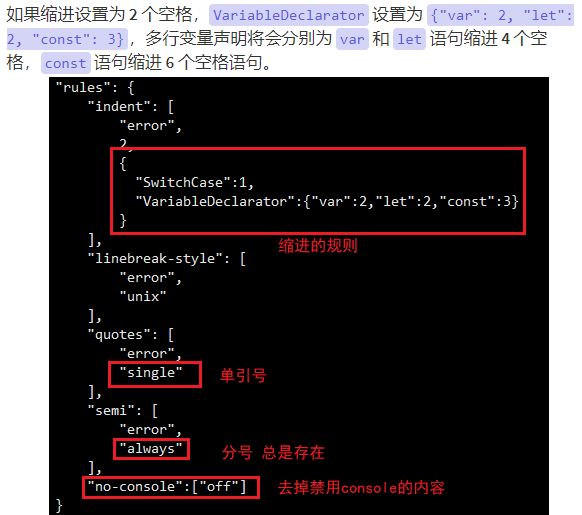 如果缩进设置为 2 个空格，VariableDeclarator 设置为 {"var": 2, "let":
2, "const": 3}，多行变量声明将会分别为 var 和 let 语句缩进 4 个空
格，const 语句缩进 6 个空格语句。
"rules": {
"indent": [
"error",
2,
{
"SwitchCase":1,
"VariableDeclarator":{"var":2,"let":2,"const":3}
}
],
缩进的规则
"linebreak-style": [
"error",
"unix"
],
"quotes": [
"error",
"single" 单引号
],
"semi": [
"error",
"always" 分号 总是存在
],
"no-console":["off"] 去掉禁用console的内容
}